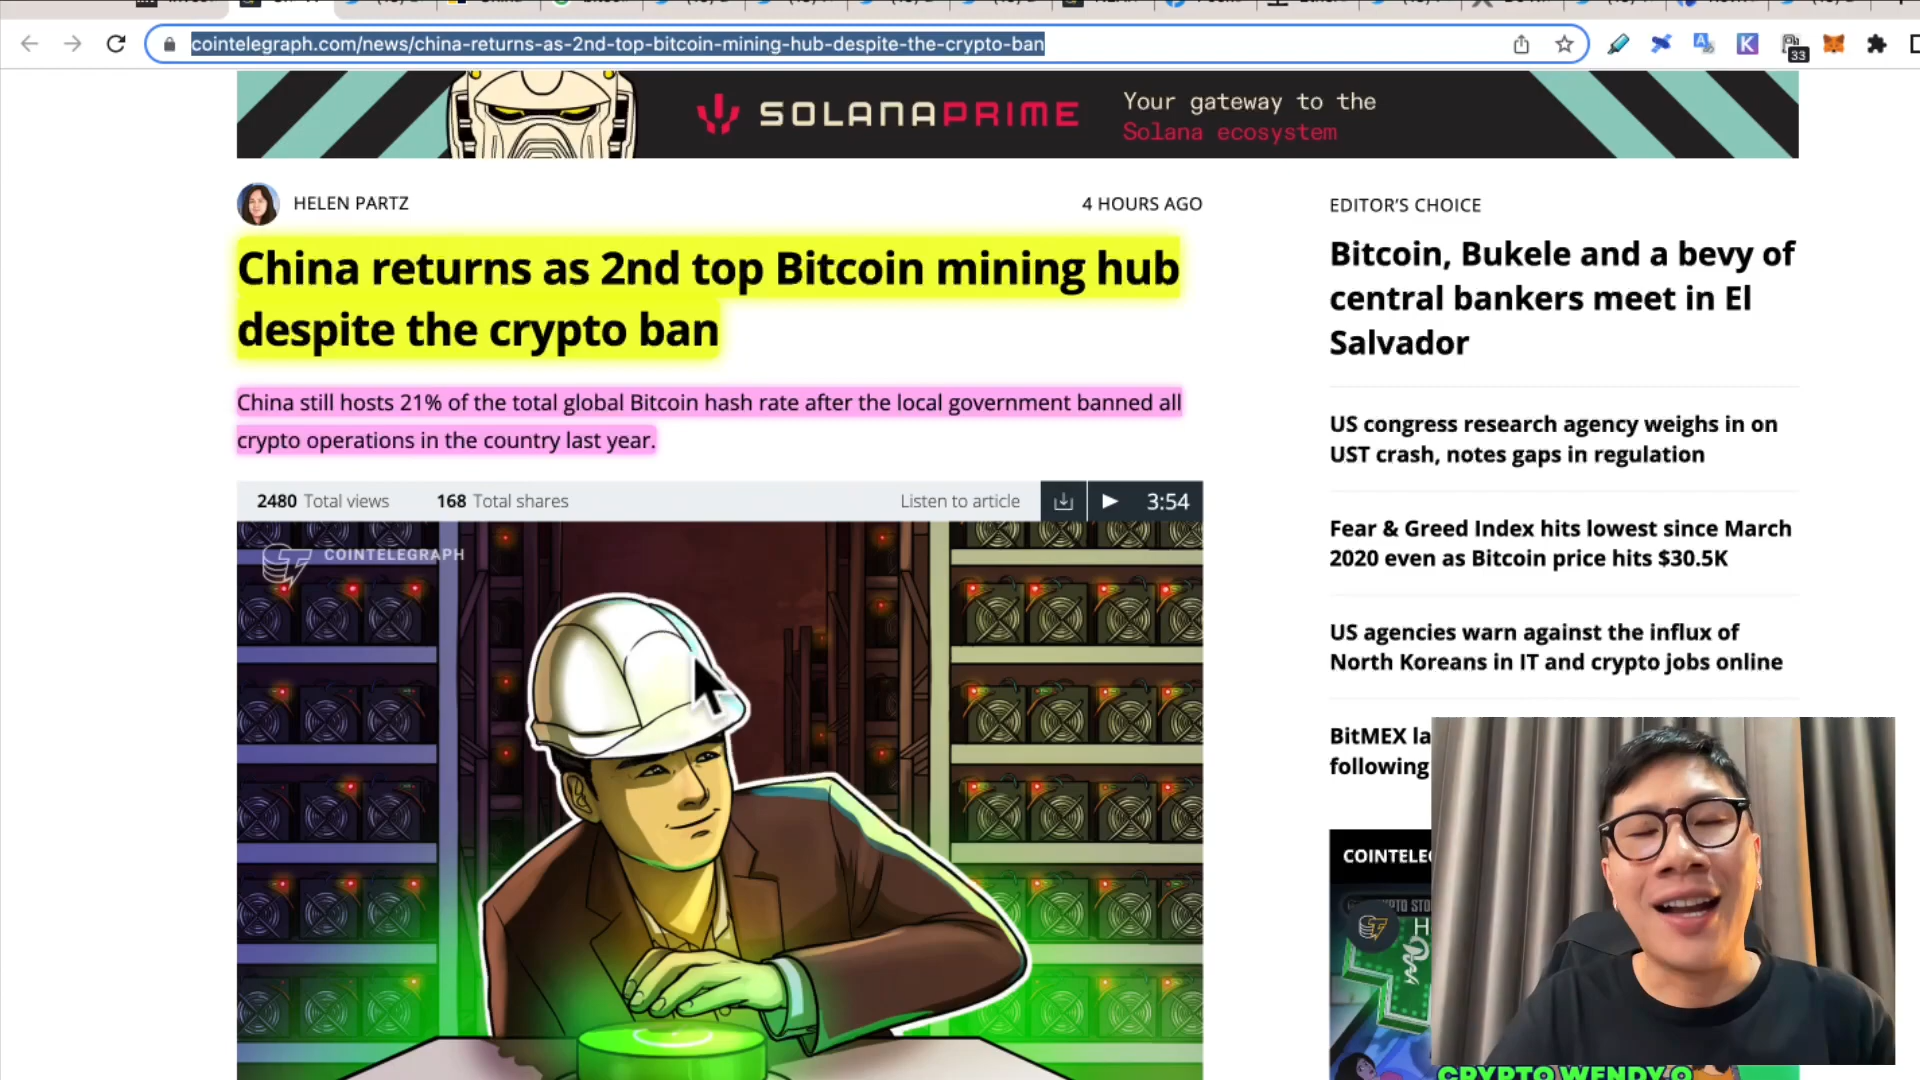 cointelegraph.com/news/china-returns-as-2nd-top-bitcoin-mining-hub-despite-the-crypto-ban
33
SOLANAPRIME
Your gateway to the
Solana ecosystem
HELEN PARTZ
4 HOURS AGO
China returns as 2nd top Bitcoin mining hub
despite the crypto ban
China still hosts 21% of the total global Bitcoin hash rate after the local government banned all
crypto operations in the country last year.
2480 Total views
168 Total shares
Listen to article
3:54
COINTELEGRAPH
EDITOR'S CHOICE
Bitcoin, Bukele and a bevy of
central bankers meet in El
Salvador
US congress research agency weighs in on
UST crash, notes gaps in regulation
Fear & Greed Index hits lowest since March
2020 even as Bitcoin price hits $30.5K
US agencies warn against the influx of
North Koreans in IT and crypto jobs online
BitMEX la
following
COINTELE
CRYPTO WENDY O